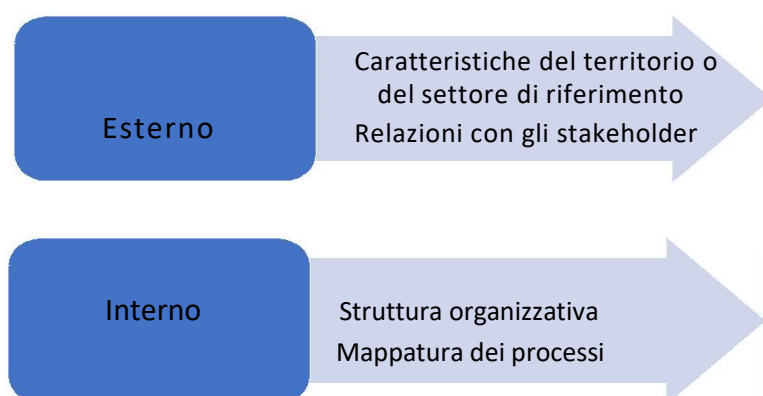 Esterno
Caratteristiche del territorio o
del settore di riferimento
Relazioni con gli stakeholder
Interno
Struttura organizzativa
Mappatura dei processi